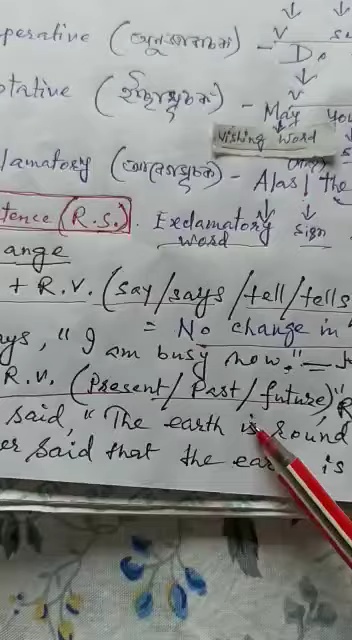 perative (অনুজ্ঞাবাচক) - V
Do
tative (ইচ্ছাসূচক) - May you
Wishing word
lamatory (আবেগসূচক) - Alas! the
tence (R.S.). Exclamatory sign
word
ange
+ R.V. (say/says/tell/tells
= No change in
ys, "I am busy now."
R.V. (Present/Past/future)"
said, "The earth is round
er said that the ear is